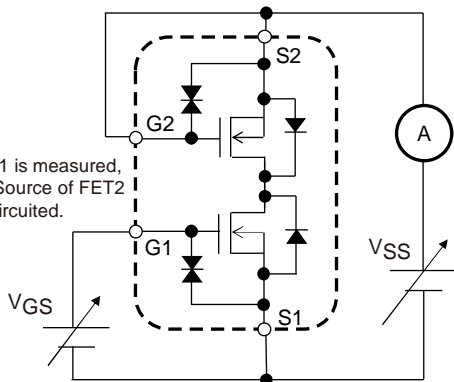 S2
G2
A
1 is measured,
Source of FET2
ircuited.
G1
VSS
VGS
S1